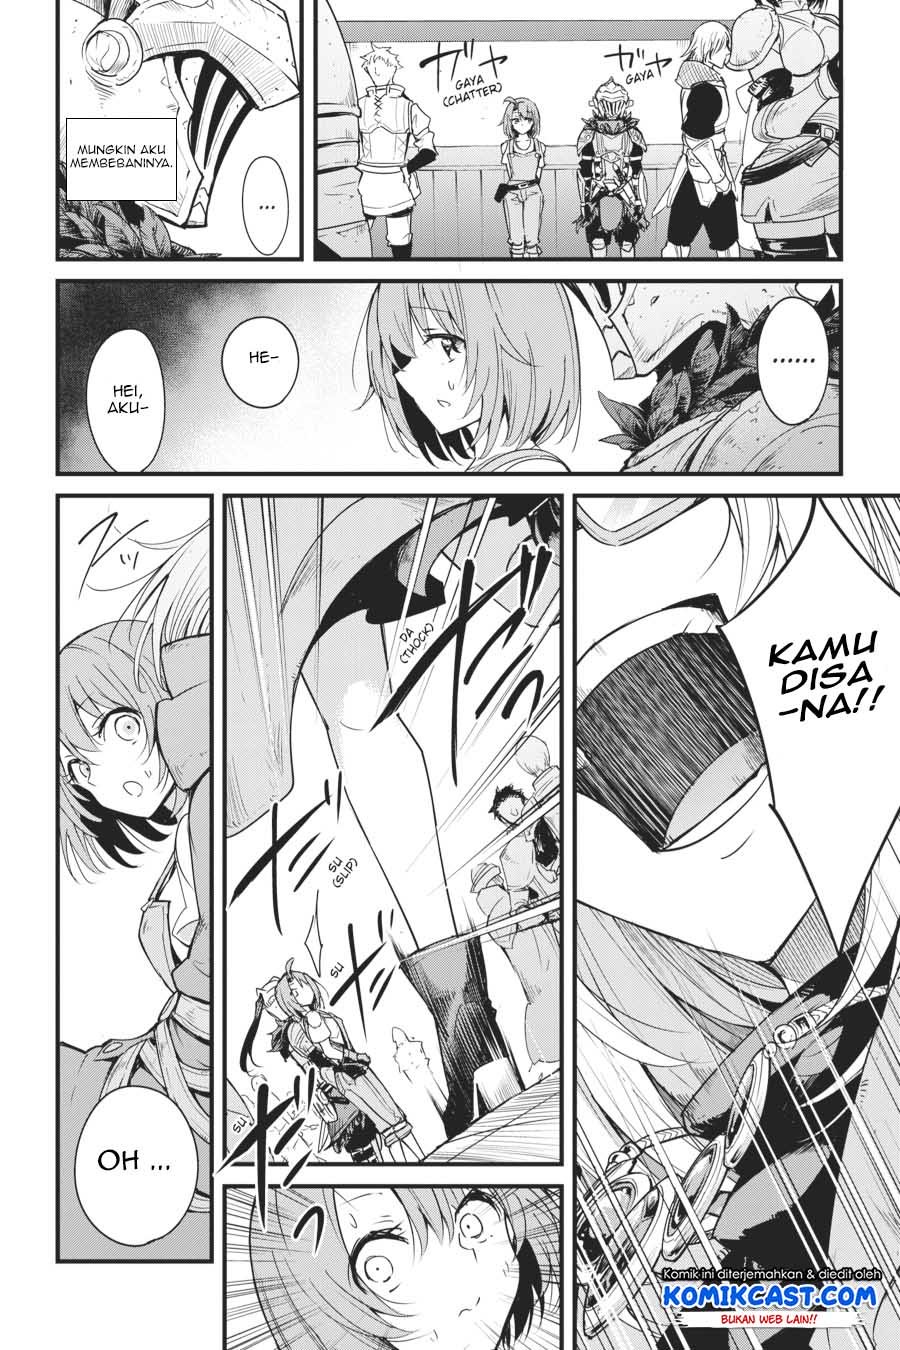 ガヤ
GAYA
(CHATTER)
ガヤ
GAYA
MUNGKIN AKU
MEMBEBANINYA.
...
......
HE-
HEI,
AKU-
KAMU
DISA
-NA!!
DA
(THOCK)
SU
(SLIP)
SU
SU
OH ...
Komik ini diterjemahkan & diedit oleh
KOMIKCAST.COM
BUKAN WEB LAIN!!